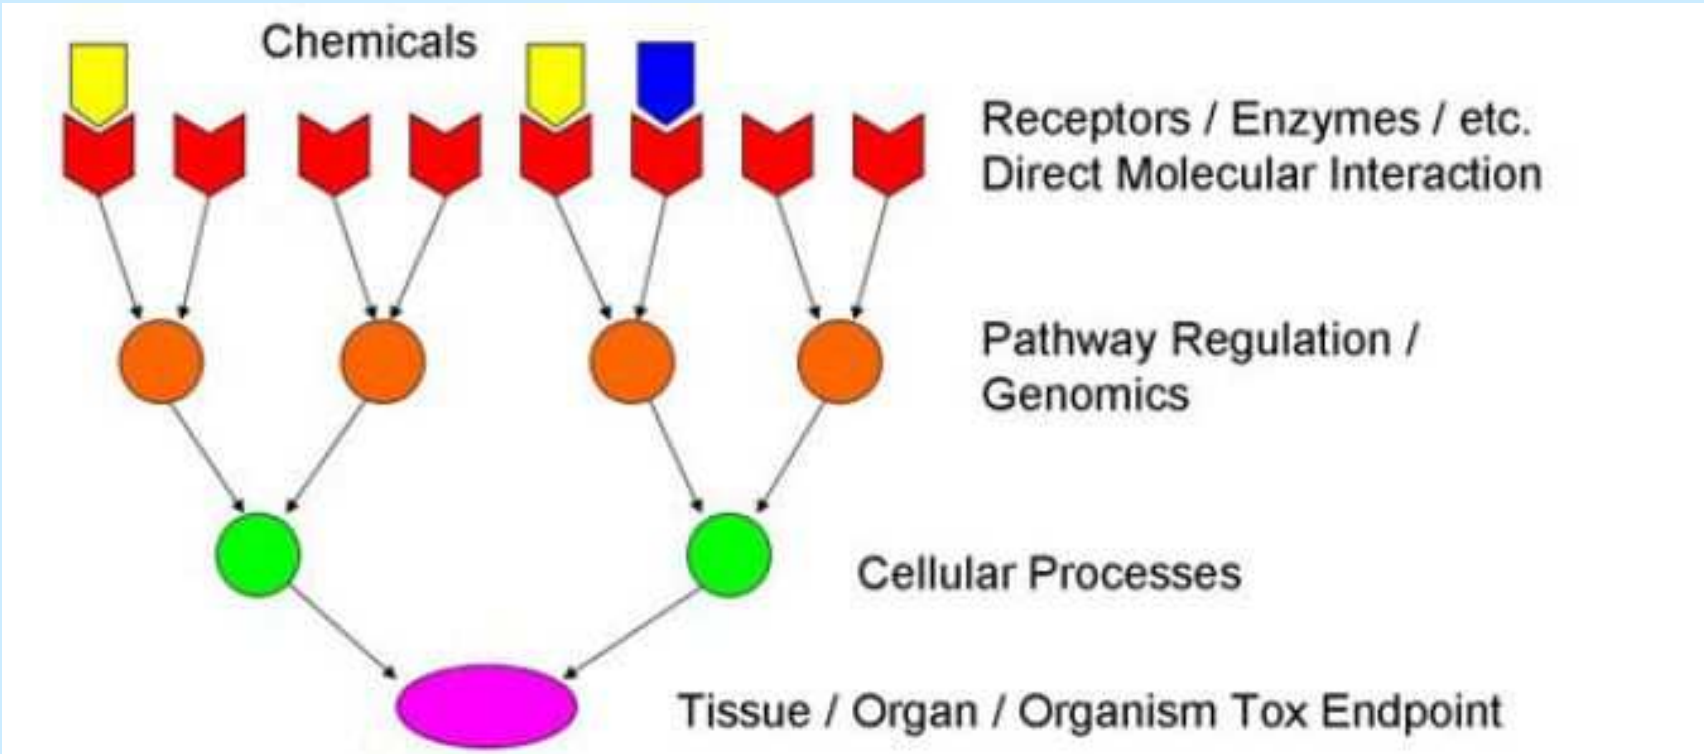 Chemicals
Receptors / Enzymes / etc.
Direct Molecular Interaction
Pathway Regulation /
Genomics
Cellular Processes
Tissue / Organ / Organism Tox Endpoint